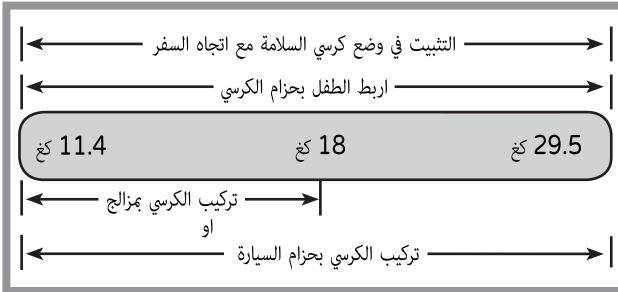 التثبيت في وضع كرسي السلامة مع اتجاه السفر
اربط الطفل بحزام الكرسي
11.4 كغ 18 كغ 29.5 كغ
تركيب الكرسي بمزالج
او
تركيب الكرسي بحزام السيارة